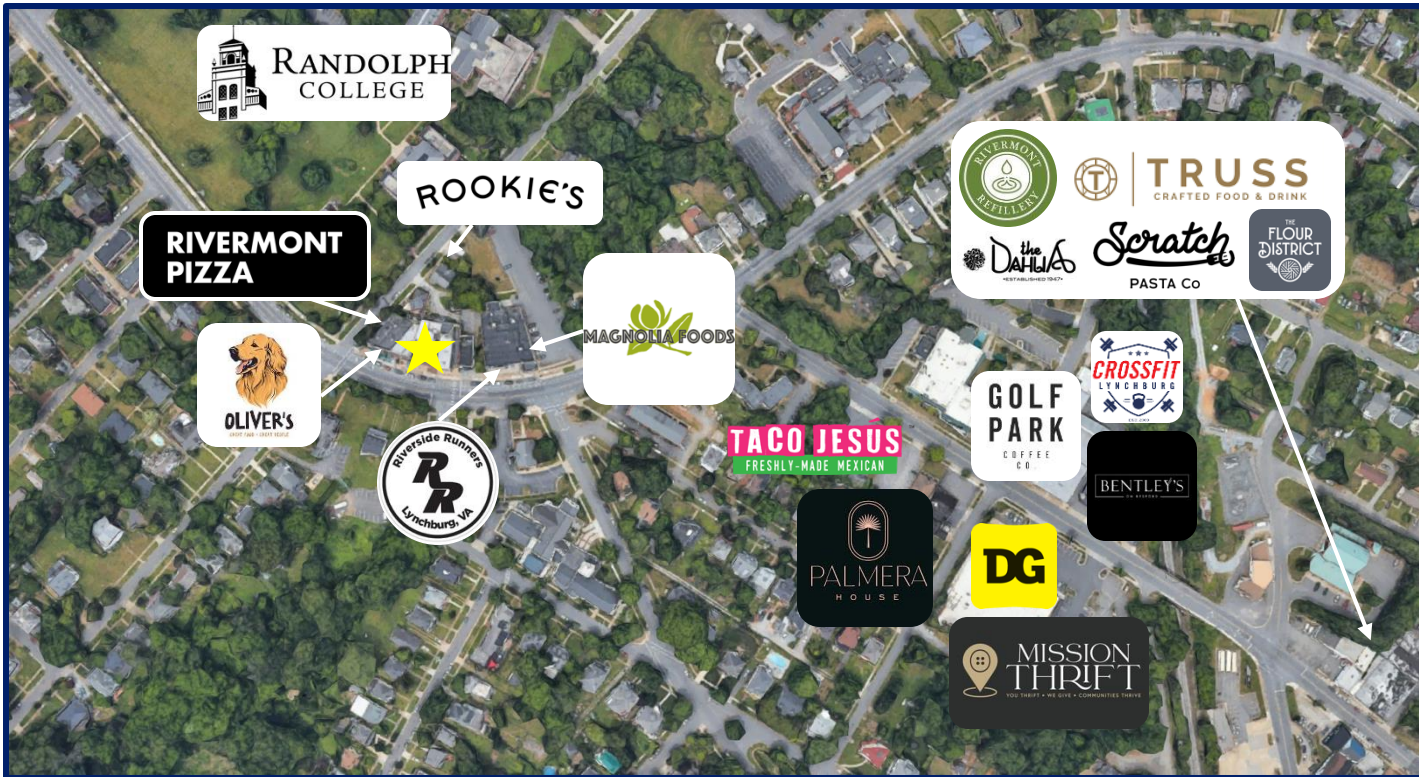 RANDOLPH
COLLEGE
ROOKIE'S
RIVERMONT
PIZZA
OLIVER'S
Riverside Runners
RR
Lynchburg, VA
MAGNOLIA FOODS
RIVERMONT
REFILLERY
T
TRUSS
CRAFTED FOOD & DRINK
the
DAHLIA
•ESTABLISHED 1947•
Scratch
PASTA Co
THE
FLOUR
DISTRICT
CROSSFIT
LYNCHBURG
GOLF
PARK
COFFEE
CO.
BENTLEY'S
TACO JESÚS
FRESHLY-MADE MEXICAN
PALMERA
HOUSE
DG
MISSION
THRIFT
YOU THRIFT • WE GIVE • COMMUNITIES THRIVE